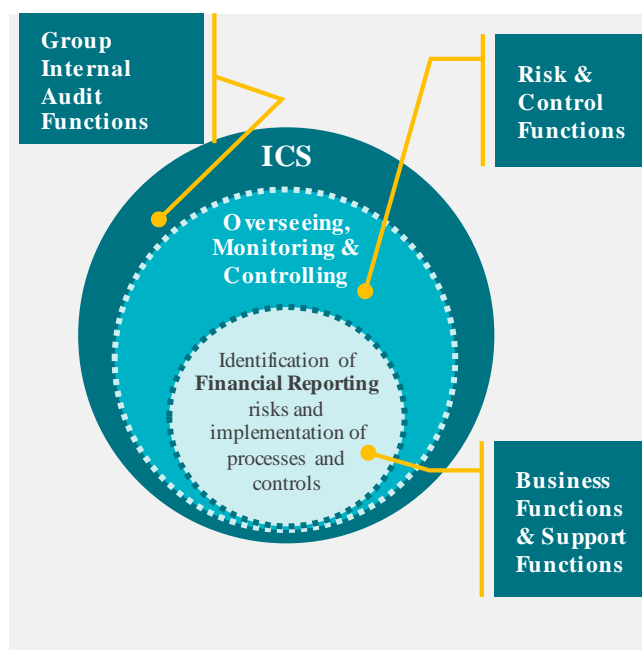 Group
Internal
Audit
Functions
Risk &
Control
Functions
ICS
Overseeing,
Monitoring &
Controlling
Identification of
Financial Reporting
risks and
implementation of
processes and
controls
Business
Functions
& Support
Functions